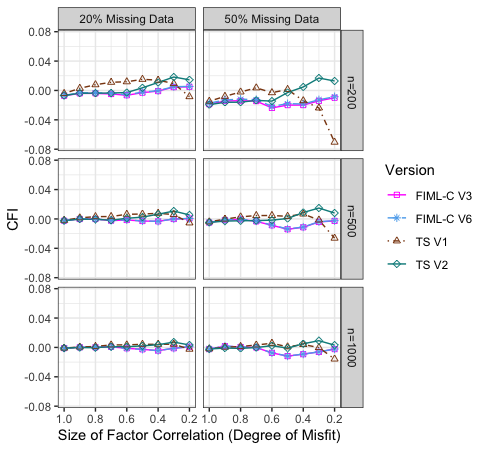 20% Missing Data 50% Missing Data
0.08
0.04
0.00
-0.04
-0.08
n=200
0.08
0.04
0.00
-0.04
-0.08
n=500
0.08
0.04
0.00
-0.04
-0.08
n=1000
CFI
1.0 0.8 0.6 0.4 0.2 1.0 0.8 0.6 0.4 0.2
Size of Factor Correlation (Degree of Misfit)
Version
FIML-C V3
FIML-C V6
TS V1
TS V2